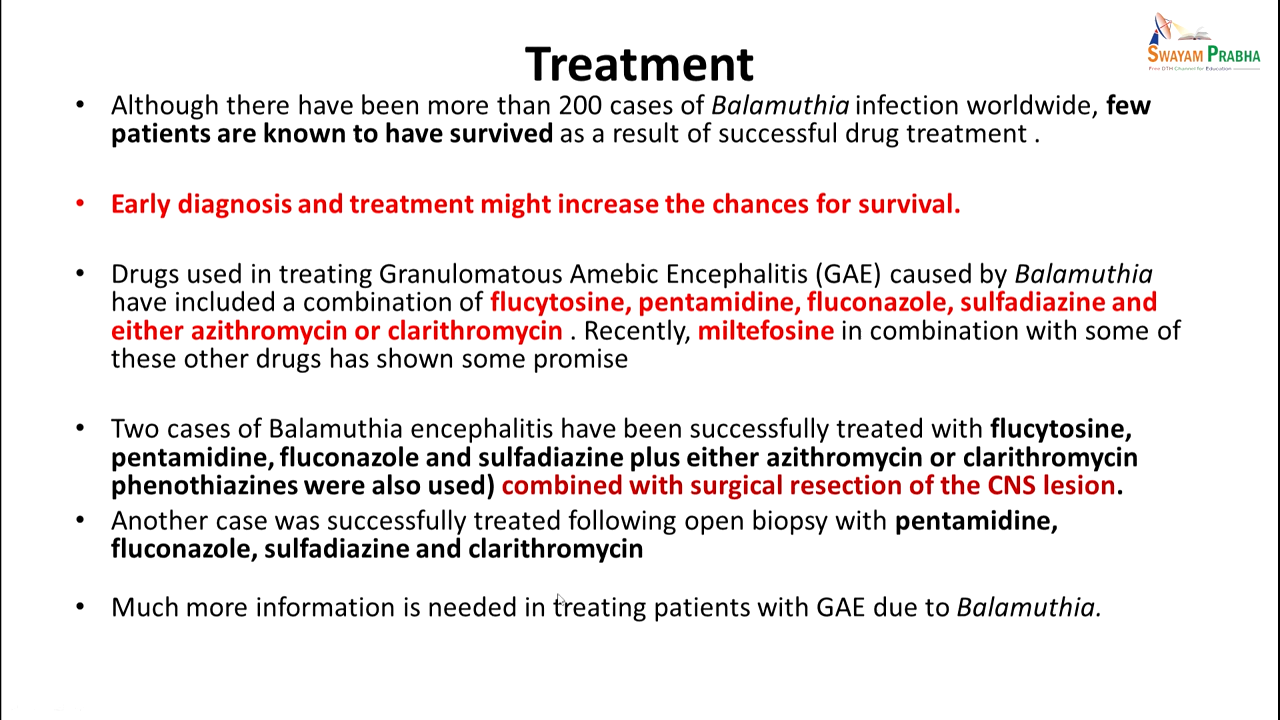 SWAYAM PRABHA
Free DTH Channel for Education
Treatment
• Although there have been more than 200 cases of Balamuthia infection worldwide, few
patients are known to have survived as a result of successful drug treatment .
• Early diagnosis and treatment might increase the chances for survival.
• Drugs used in treating Granulomatous Amebic Encephalitis (GAE) caused by Balamuthia
have included a combination of flucytosine, pentamidine, fluconazole, sulfadiazine and
either azithromycin or clarithromycin . Recently, miltefosine in combination with some of
these other drugs has shown some promise
• Two cases of Balamuthia encephalitis have been successfully treated with flucytosine,
pentamidine, fluconazole and sulfadiazine plus either azithromycin or clarithromycin
phenothiazines were also used) combined with surgical resection of the CNS lesion.
• Another case was successfully treated following open biopsy with pentamidine,
fluconazole, sulfadiazine and clarithromycin
• Much more information is needed in treating patients with GAE due to Balamuthia.